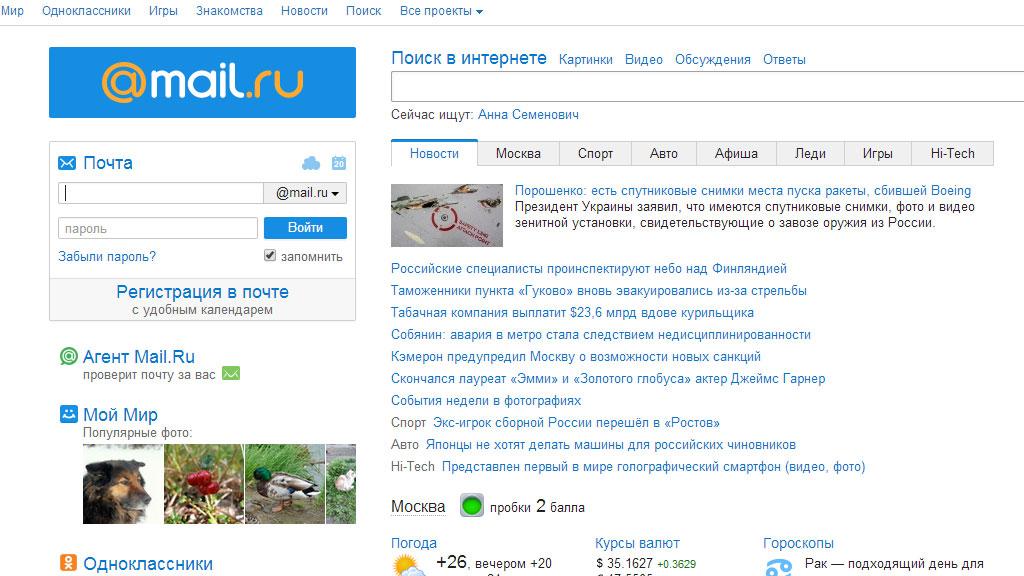 Мир Одноклассники Игры Знакомства Новости Поиск Все проекты
@mail.ru
Почта
20
@mail.ru
пароль
Войти
Забыли пароль?
запомнить
Регистрация в почте
с удобным календарем
Агент Mail.Ru
проверит почту за вас
Мой Мир
Популярные фото:
Одноклассники
Поиск в интернете Картинки Видео Обсуждения Ответы
Сейчас ищут: Анна Семенович
Новости Москва Спорт Авто Афиша Леди Игры Hi-Tech
Порошенко: есть спутниковые снимки места пуска ракеты, сбившей Boeing
Президент Украины заявил, что имеются спутниковые снимки, фото и видео
зенитной установки, свидетельствующие о завозе оружия из России.
Российские специалисты проинспектируют небо над Финляндией
Таможенники пункта «Гуково» вновь эвакуировались из-за стрельбы
Табачная компания выплатит $23,6 млрд вдове курильщика
Собянин: авария в метро стала следствием недисциплинированности
Кэмерон предупредил Москву о возможности новых санкций
Скончался лауреат «Эмми» и «Золотого глобуса» актер Джеймс Гарнер
События недели в фотографиях
Спорт Экс-игрок сборной России перешёл в «Ростов»
Авто Японцы не хотят делать машины для российских чиновников
Hi-Tech Представлен первый в мире голографический смартфон (видео, фото)
Москва пробки 2 балла
Погода
+26, вечером +20
Курсы валют
$ 35.1627 +0.3629
Гороскопы
Рак — подходящий день для